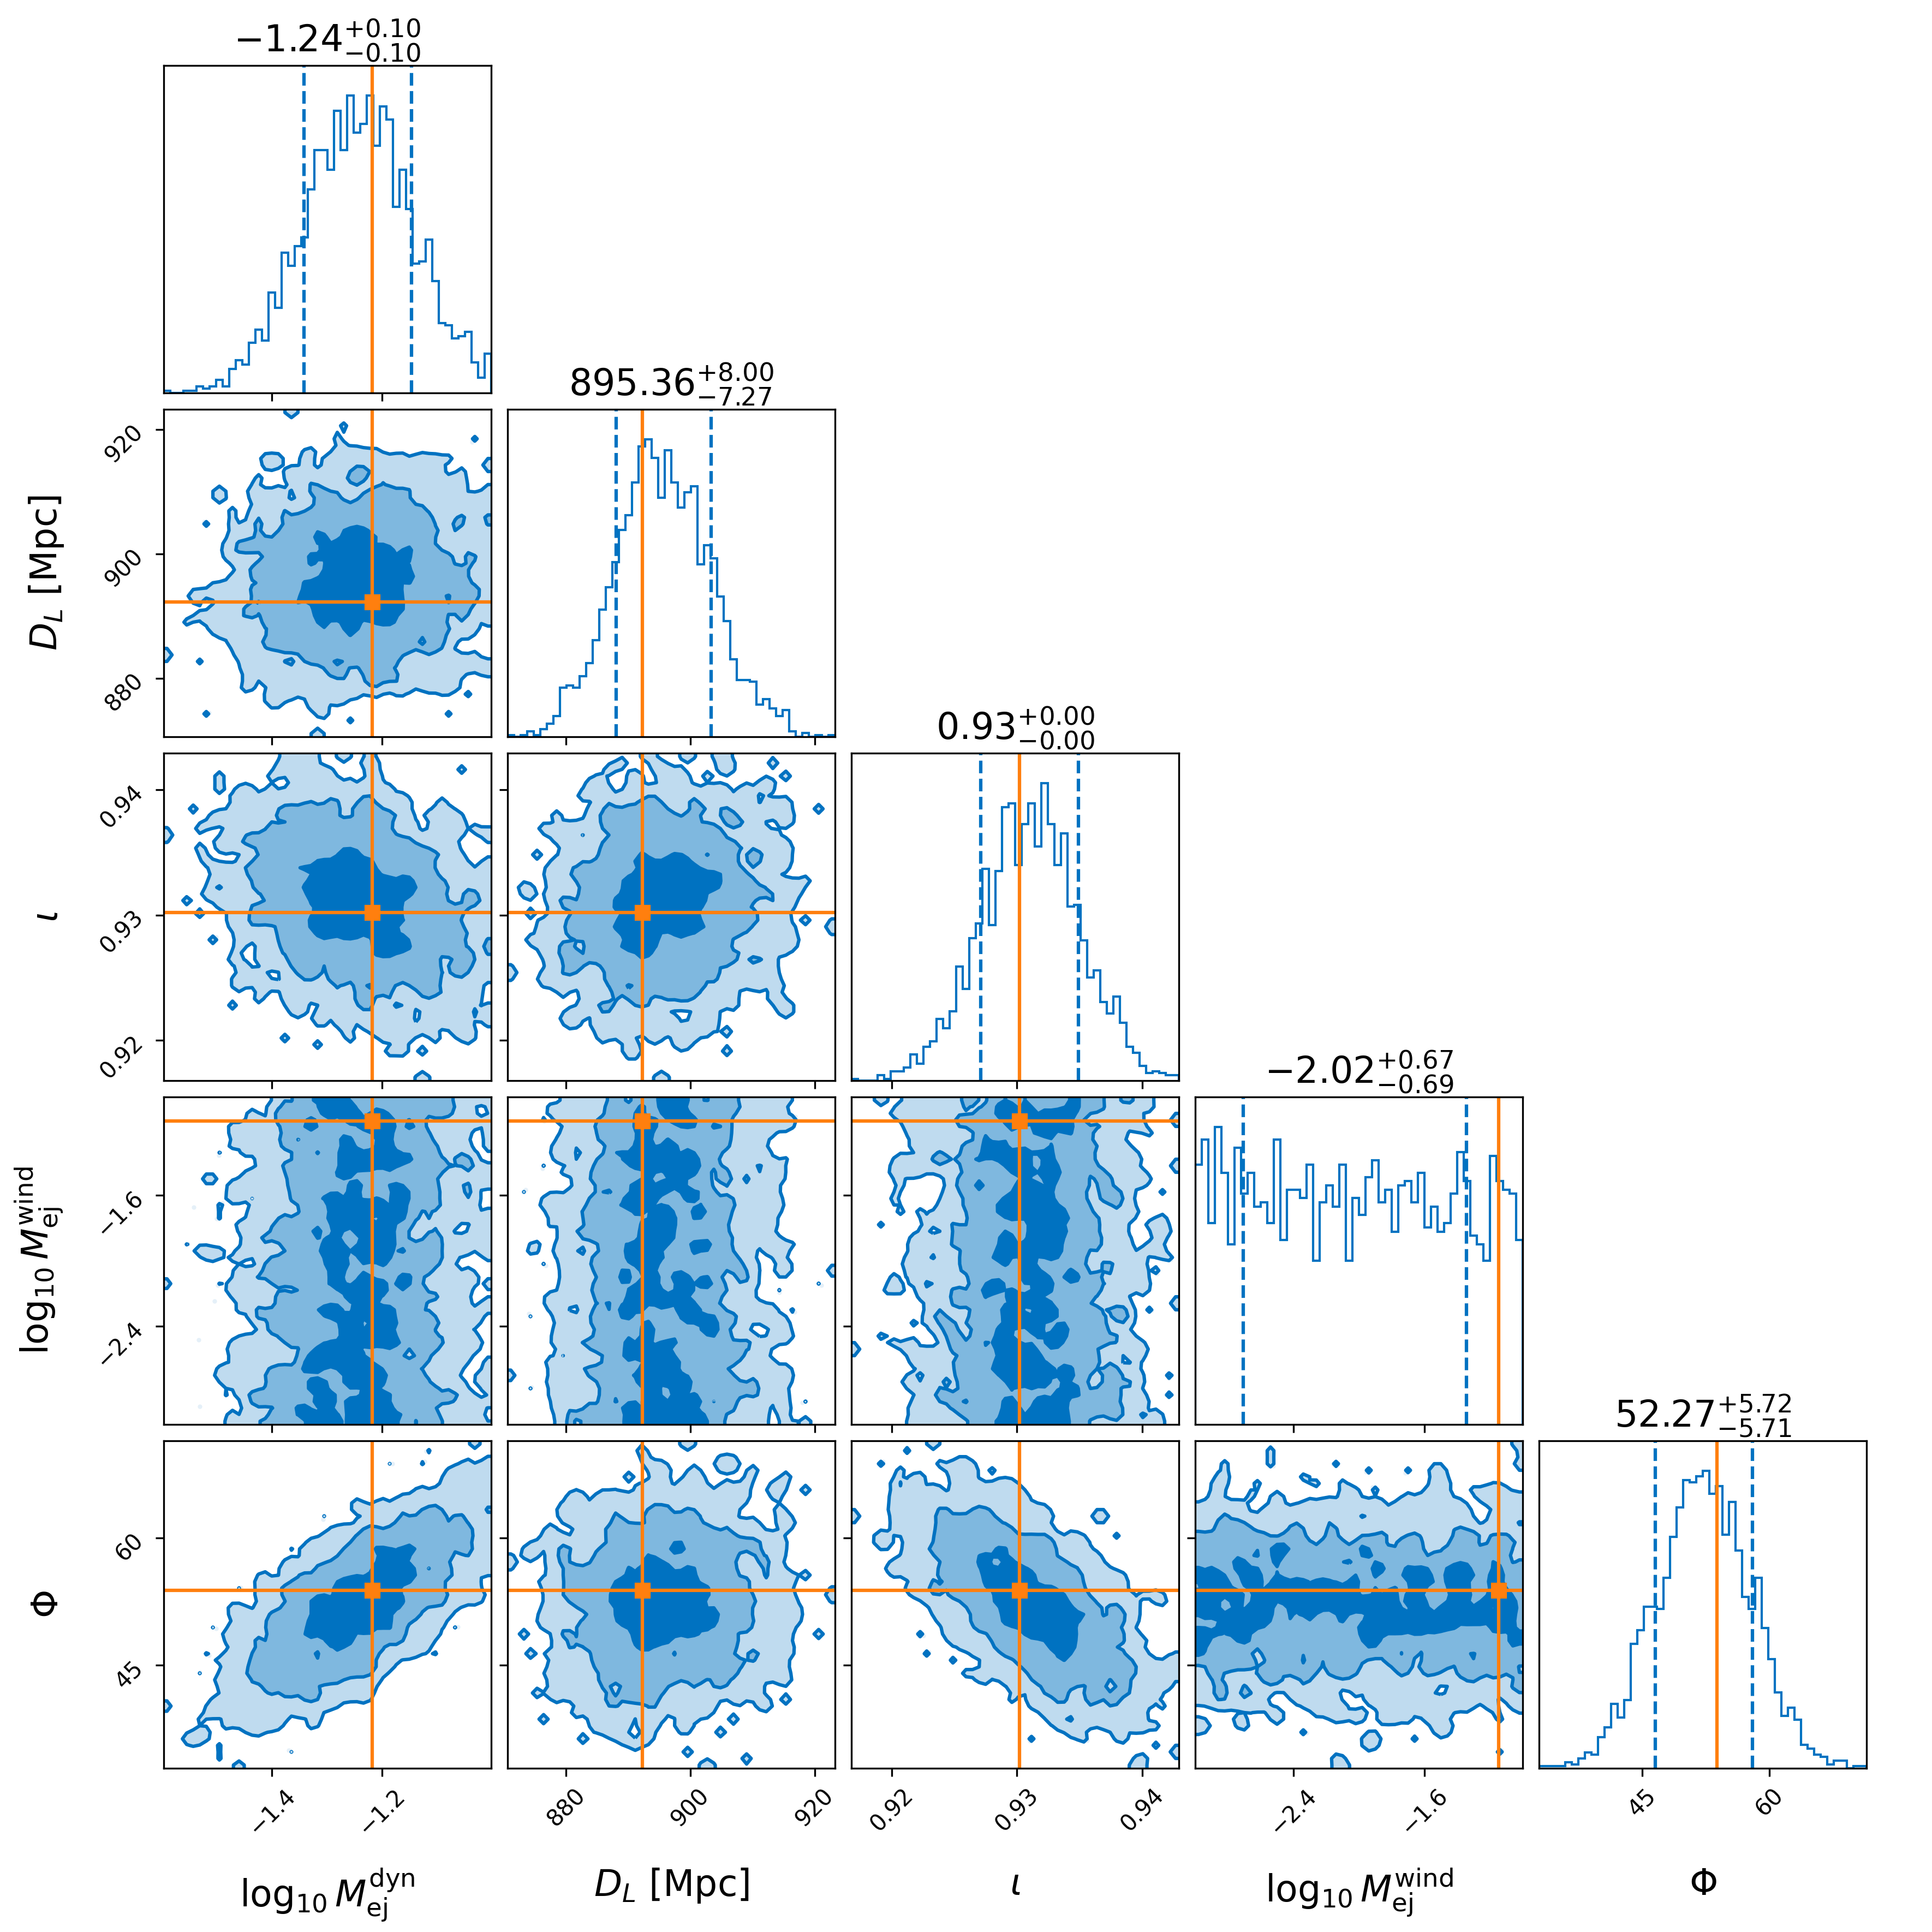 −1.24+0.10−0.10
895.36+8.00−7.27
920
900
880
D_L [Mpc]
0.93+0.00−0.00
0.94
0.93
0.92
ι
−2.02+0.67−0.69
−1.6
−2.4
log10 M_ej^wind
52.27+5.72−5.71
60
45
Φ
−1.4 −1.2 880 900 920 0.92 0.93 0.94 −2.4 −1.6 45 60
log10 M_ej^dyn D_L [Mpc] ι log10 M_ej^wind Φ